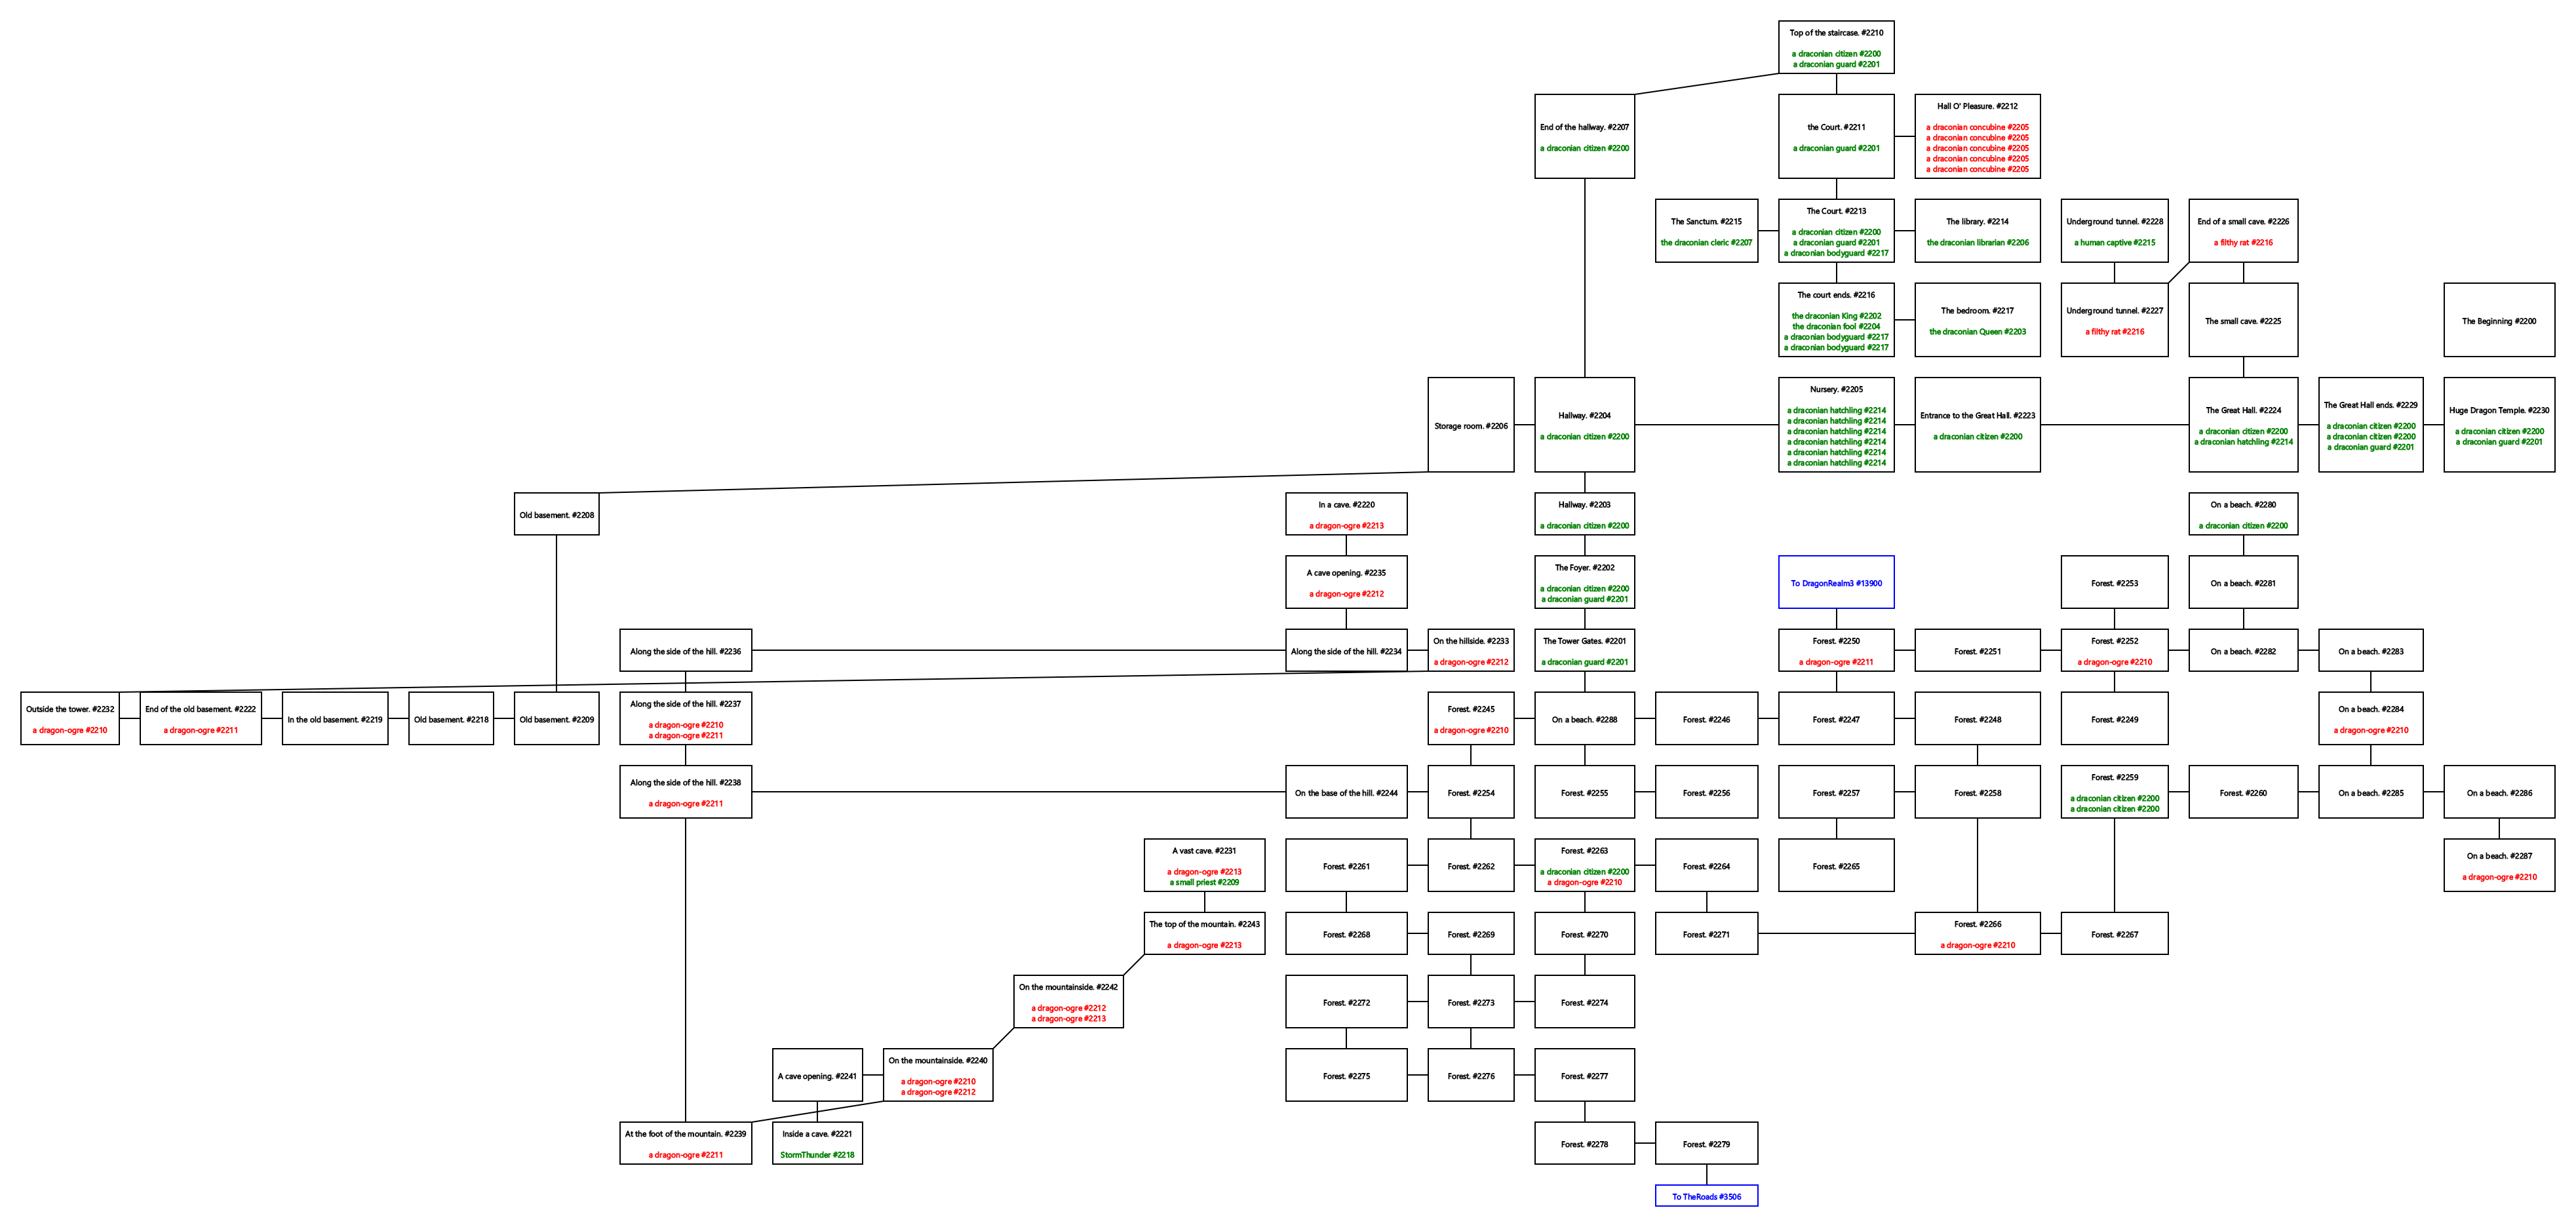 Top of the staircase. #2210
a draconian citizen #2200
a draconian guard #2201
End of the hallway. #2207
a draconian citizen #2200
the Court. #2211
a draconian guard #2201
Hall O' Pleasure. #2212
a draconian concubine #2205
a draconian concubine #2205
a draconian concubine #2205
a draconian concubine #2205
a draconian concubine #2205
The Sanctum. #2215
the draconian cleric #2207
The Court. #2213
a draconian citizen #2200
a draconian guard #2201
a draconian bodyguard #2217
The library. #2214
the draconian librarian #2206
Underground tunnel. #2228
a human captive #2215
End of a small cave. #2226
a filthy rat #2216
The court ends. #2216
the draconian King #2202
the draconian fool #2204
a draconian bodyguard #2217
a draconian bodyguard #2217
The bedroom. #2217
the draconian Queen #2203
Underground tunnel. #2227
a filthy rat #2216
The small cave. #2225
The Beginning #2200
Storage room. #2206
Hallway. #2204
a draconian citizen #2200
Nursery. #2205
a draconian hatchling #2214
a draconian hatchling #2214
a draconian hatchling #2214
a draconian hatchling #2214
a draconian hatchling #2214
a draconian hatchling #2214
Entrance to the Great Hall. #2223
a draconian citizen #2200
The Great Hall. #2224
a draconian citizen #2200
a draconian hatchling #2214
The Great Hall ends. #2229
a draconian citizen #2200
a draconian citizen #2200
a draconian guard #2201
Huge Dragon Temple. #2230
a draconian citizen #2200
a draconian guard #2201
Old basement. #2208
In a cave. #2220
a dragon-ogre #2213
Hallway. #2203
a draconian citizen #2200
On a beach. #2280
a draconian citizen #2200
A cave opening. #2235
a dragon-ogre #2212
The Foyer. #2202
a draconian citizen #2200
a draconian guard #2201
To DragonRealm3 #13900
Forest. #2253
On a beach. #2281
Along the side of the hill. #2236
Along the side of the hill. #2234
On the hillside. #2233
a dragon-ogre #2212
The Tower Gates. #2201
a draconian guard #2201
Forest. #2250
a dragon-ogre #2211
Forest. #2251
Forest. #2252
a dragon-ogre #2210
On a beach. #2282
On a beach. #2283
Outside the tower. #2232
a dragon-ogre #2210
End of the old basement. #2222
a dragon-ogre #2211
In the old basement. #2219
Old basement. #2218
Old basement. #2209
Along the side of the hill. #2237
a dragon-ogre #2210
a dragon-ogre #2211
Forest. #2245
a dragon-ogre #2210
On a beach. #2288
Forest. #2246
Forest. #2247
Forest. #2248
Forest. #2249
On a beach. #2284
a dragon-ogre #2210
Along the side of the hill. #2238
a dragon-ogre #2211
On the base of the hill. #2244
Forest. #2254
Forest. #2255
Forest. #2256
Forest. #2257
Forest. #2258
Forest. #2259
a draconian citizen #2200
a draconian citizen #2200
Forest. #2260
On a beach. #2285
On a beach. #2286
A vast cave. #2231
a dragon-ogre #2213
a small priest #2209
Forest. #2261
Forest. #2262
Forest. #2263
a draconian citizen #2200
a dragon-ogre #2210
Forest. #2264
Forest. #2265
On a beach. #2287
a dragon-ogre #2210
The top of the mountain. #2243
a dragon-ogre #2213
Forest. #2268
Forest. #2269
Forest. #2270
Forest. #2271
Forest. #2266
a dragon-ogre #2210
Forest. #2267
On the mountainside. #2242
a dragon-ogre #2212
a dragon-ogre #2213
Forest. #2272
Forest. #2273
Forest. #2274
A cave opening. #2241
On the mountainside. #2240
a dragon-ogre #2210
a dragon-ogre #2212
Forest. #2275
Forest. #2276
Forest. #2277
At the foot of the mountain. #2239
a dragon-ogre #2211
Inside a cave. #2221
StormThunder #2218
Forest. #2278
Forest. #2279
To TheRoads #3506